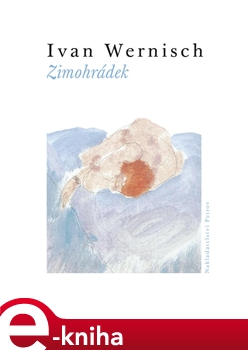 Ivan Wernisch
Zimohrádek
Nakladatelství Petrov
e-kniha